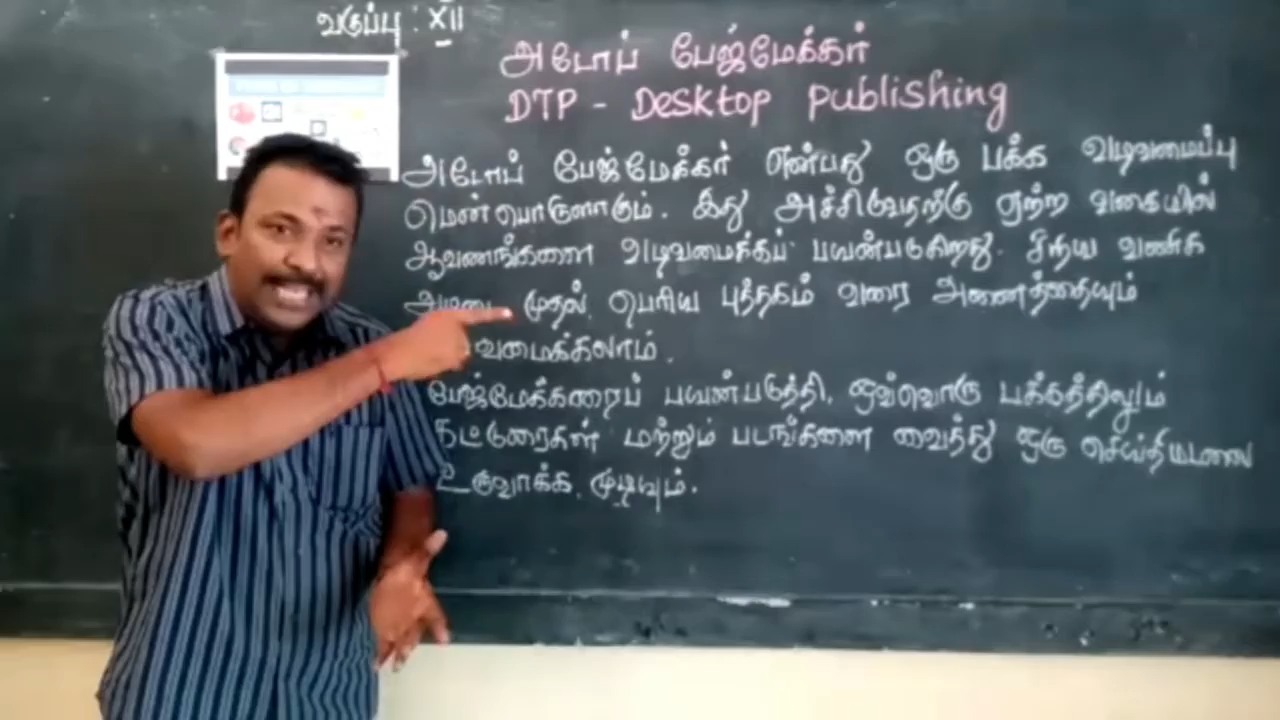 வகுப்பு : XII
அடோப் பேஜ்மேக்கர்
DTP - Desktop publishing
அடோப் பேஜ்மேக்கர் என்பது ஒரு பக்க வடிவமைப்பு
மென்பொருளாகும். இது அச்சிடுவதற்கு ஏற்ற வகையில்
ஆவணங்களை வடிவமைக்கப் பயன்படுகிறது. சிறிய வணிக
முதல் பெரிய புத்தகம் வரை அனைத்தையும்
வமைக்கலாம்.
பேஜ்மேக்கரைப் பயன்படுத்தி, ஒவ்வொரு பக்கத்திலும்
கட்டுரைகள் மற்றும் படங்களை வைத்து ஒரு செய்திமடலை
உருவாக்க முடியும்.